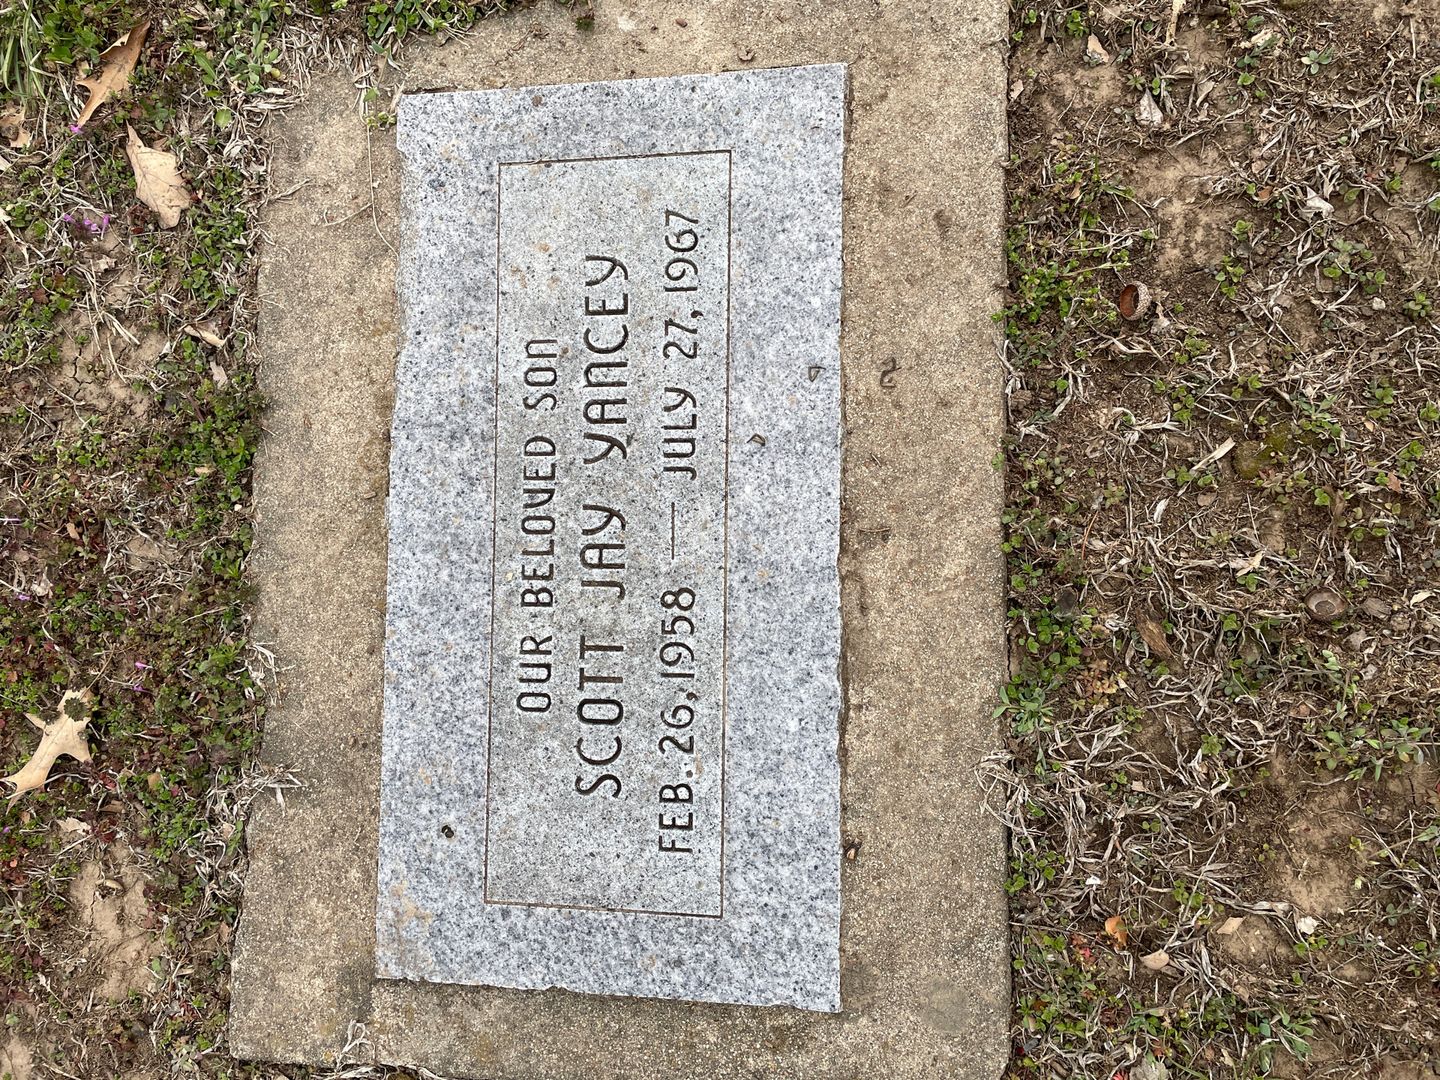 OUR BELOVED SON
SCOTT JAY YANCEY
FEB. 26, 1958 — JULY 27, 1967